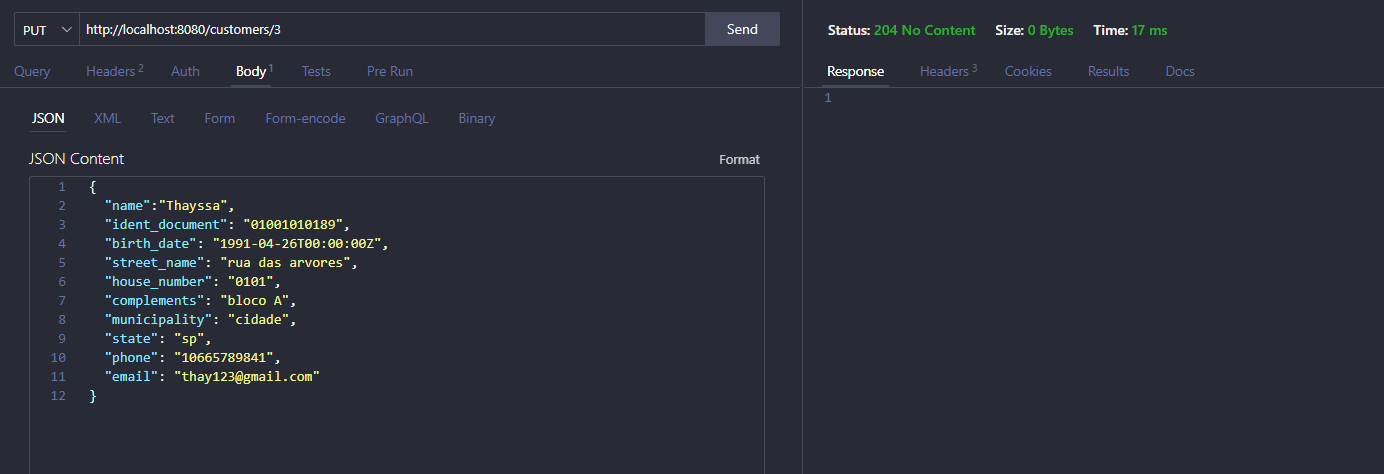 PUT http://localhost:8080/customers/3 Send
Query Headers 2 Auth Body 1 Tests Pre Run
JSON XML Text Form Form-encode GraphQL Binary
JSON Content Format
1 {
2 "name":"Thayssa",
3 "ident_document": "01001010189",
4 "birth_date": "1991-04-26T00:00:00Z",
5 "street_name": "rua das arvores",
6 "house_number": "0101",
7 "complements": "bloco A",
8 "municipality": "cidade",
9 "state": "sp",
10 "phone": "10665789841",
11 "email": "thay123@gmail.com"
12 }
Status: 204 No Content Size: 0 Bytes Time: 17 ms
Response Headers 3 Cookies Results Docs
1